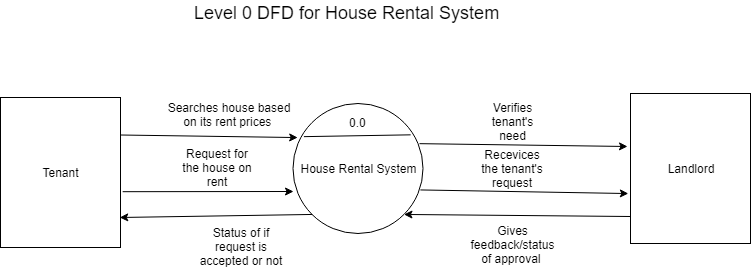 Level 0 DFD for House Rental System
Searches house based
on its rent prices
0.0
Verifies
tenant's
need
Request for
the house on
rent
Recevices
the tenant's
request
Tenant
House Rental System
Landlord
Status of if
request is
accepted or not
Gives
feedback/status
of approval